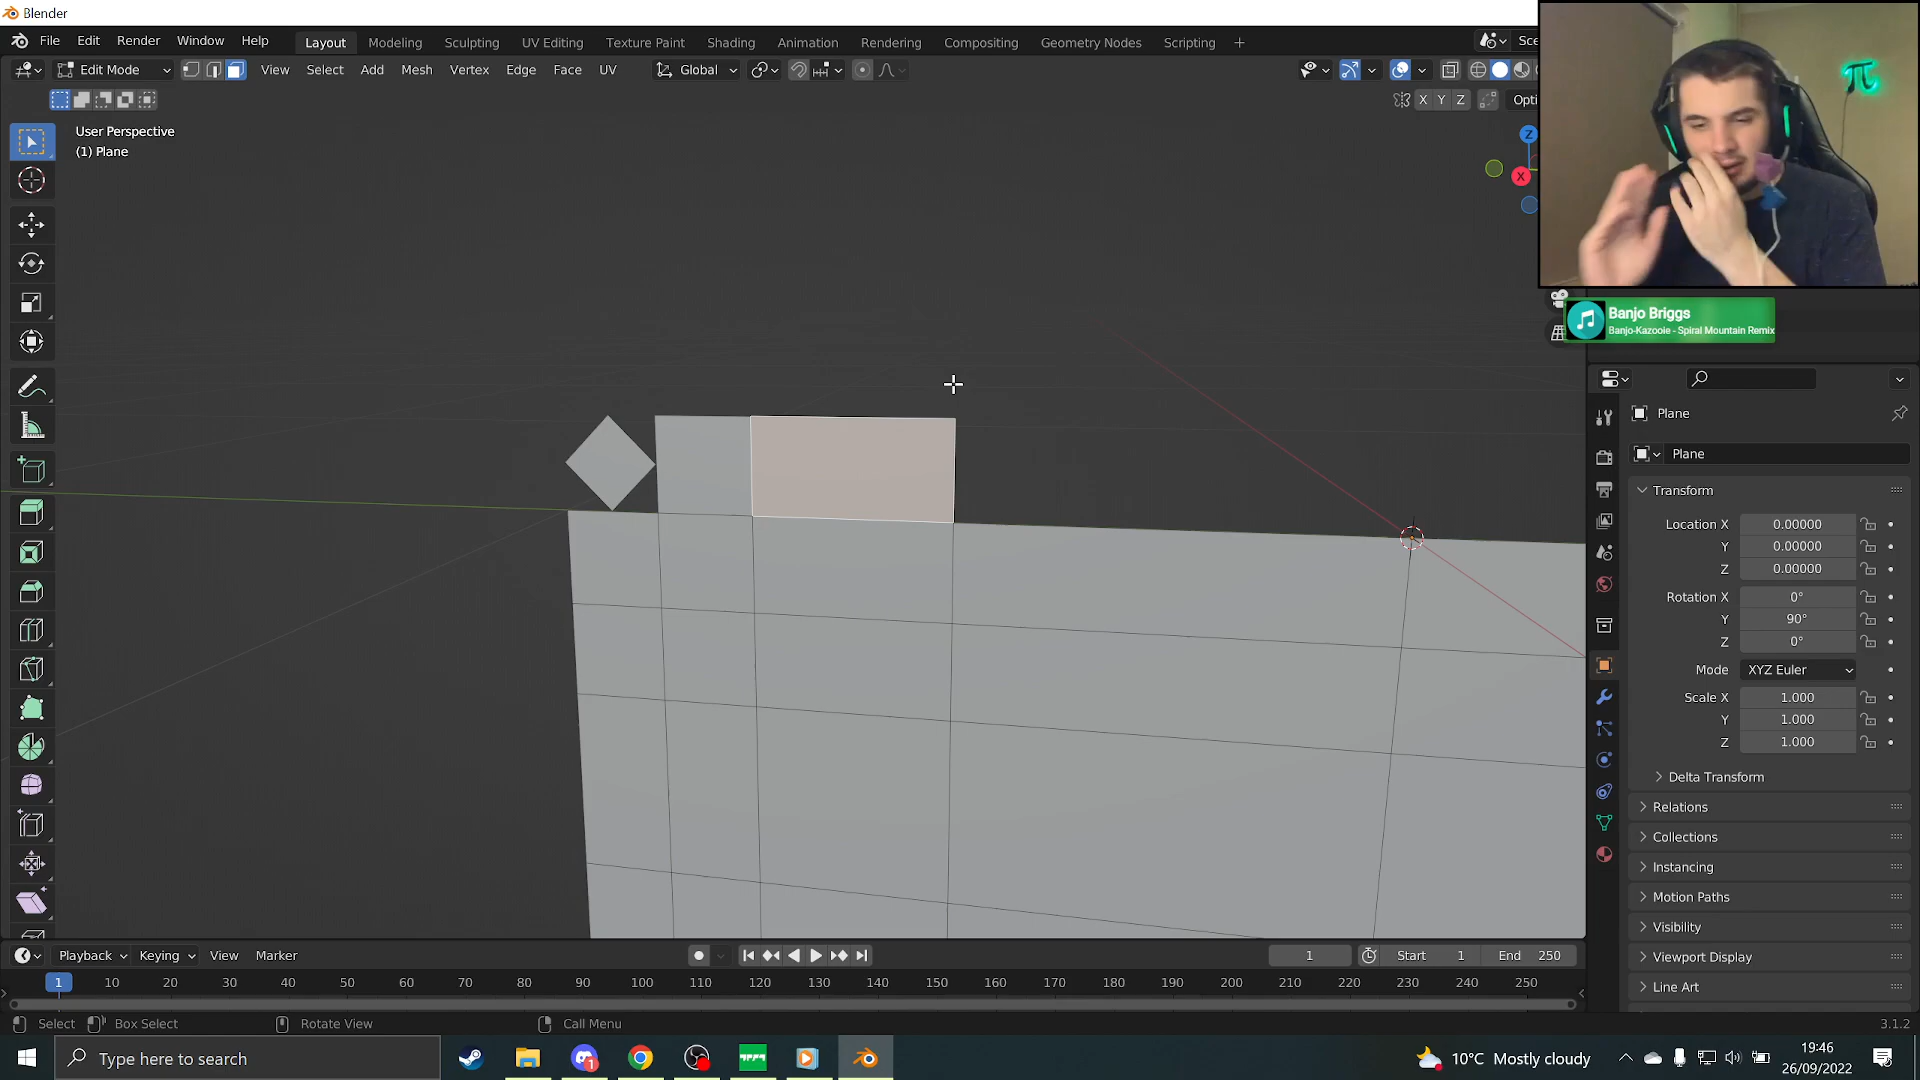 Blender
File Edit Render Window Help Layout Modeling Sculpting UV Editing Texture Paint Shading Animation Rendering Compositing Geometry Nodes Scripting + Sce
Edit Mode View Select Add Mesh Vertex Edge Face UV Global
X Y Z Opti
User Perspective
(1) Plane
Z
X
π
Banjo Briggs
Banjo-Kazooie - Spiral Mountain Remix
Plane
Plane
Transform
Location X 0.00000
Y 0.00000
Z 0.00000
Rotation X 0°
Y 90°
Z 0°
Mode XYZ Euler
Scale X 1.000
Y 1.000
Z 1.000
Delta Transform
Relations
Collections
Instancing
Motion Paths
Visibility
Viewport Display
Line Art
Playback Keying View Marker 1 Start 1 End 250
1 10 20 30 40 50 60 70 80 90 100 110 120 130 140 150 160 170 180 190 200 210 220 230 240 250
Select Box Select Rotate View Call Menu 3.1.2
Type here to search 1 10°C Mostly cloudy 19:46
26/09/2022